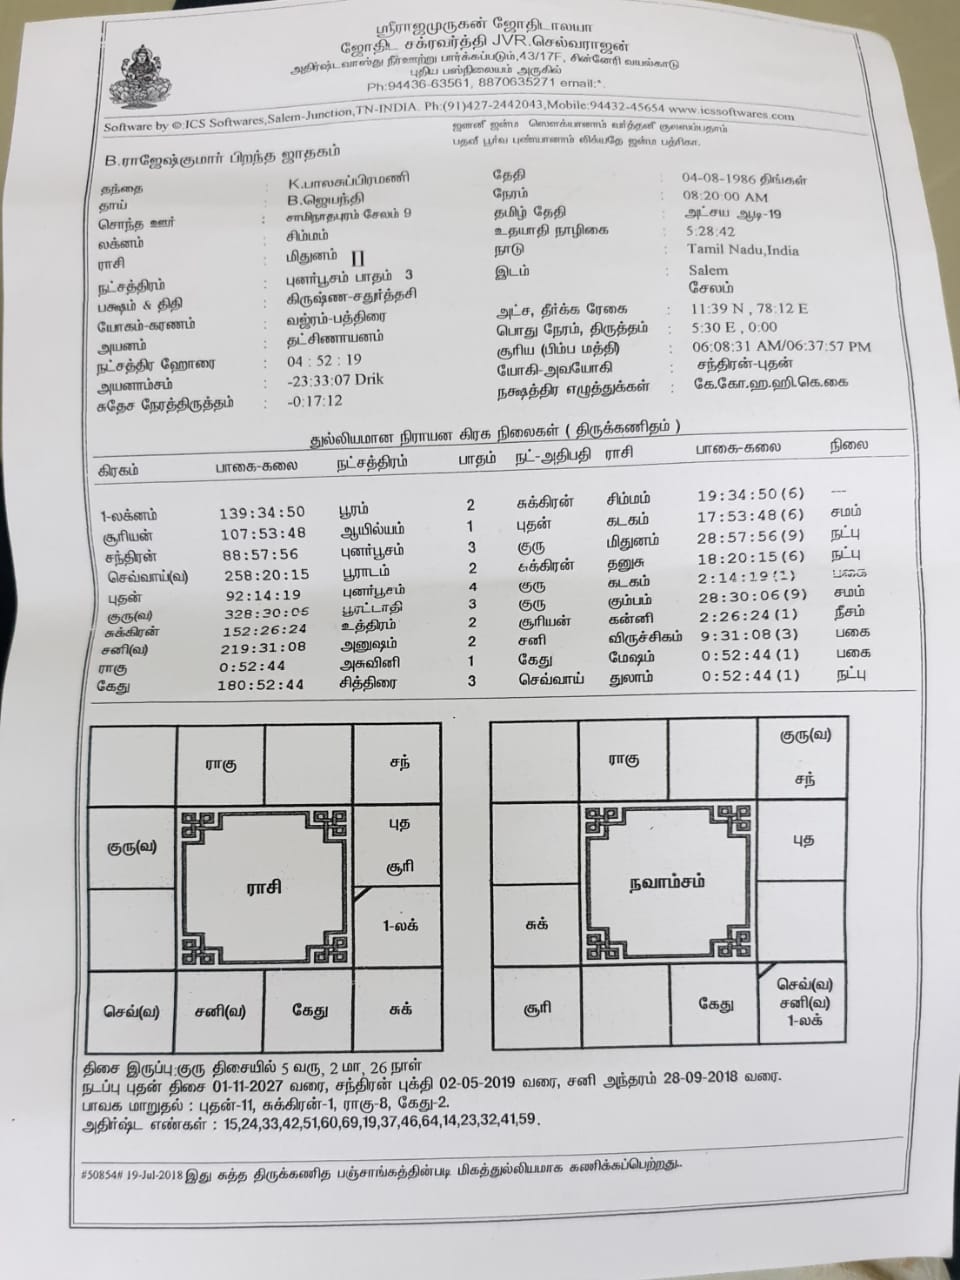 ஸ்ரீராஜமுருகன் ஜோதிடாலயா
ஜோதிட சக்ரவர்த்தி JVR.செல்வராஜன்
அதிர்ஷ்டவாஸ்து நீர்ஊற்று பார்க்கப்படும்,43/17F, சின்னேரி வயல்காடு
புதிய பஸ்நிலையம் அருகில்
Ph:94436-63561, 8870635271 email:*.
Software by ©:ICS Softwares,Salem-Junction,TN-INDIA. Ph:(91)427-2442043,Mobile:94432-45654 www.icssoftwares.com
ஜனனீ ஜன்ம ஸௌக்யானாம் வர்த்தனீ குலஸம்பதாம்
பதவீ பூர்வ புண்யானாம் லிக்யதே ஜன்ம பத்ரிகா.
B.ராஜேஷ்குமார் பிறந்த ஜாதகம்
தந்தை : K.பாலசுப்பிரமணி தேதி : 04-08-1986 திங்கள்
தாய் : B.ஜெயந்தி நேரம் : 08:20:00 AM
சொந்த ஊர் : சாமிநாதபுரம் சேலம் 9 தமிழ் தேதி : அட்சய ஆடி-19
லக்னம் : சிம்மம் உதயாதி நாழிகை : 5:28:42
ராசி : மிதுனம் II நாடு : Tamil Nadu,India
நட்சத்திரம் : புனர்பூசம் பாதம் 3 இடம் : Salem
சேலம்
பக்ஷம் & திதி : கிருஷ்ண-சதுர்த்தசி அட்ச, தீர்க்க ரேகை : 11:39 N , 78:12 E
யோகம்-கரணம் : வஜ்ரம்-பத்திரை பொது நேரம், திருத்தம் : 5:30 E , 0:00
அயனம் : தட்சிணாயனம் சூரிய (பிம்ப மத்தி) : 06:08:31 AM/06:37:57 PM
நட்சத்திர ஹோரை : 04 : 52 : 19 யோகி-அவயோகி : சந்திரன்-புதன்
அயனாம்சம் : -23:33:07 Drik நக்ஷத்திர எழுத்துக்கள் : கே.கோ.ஹ.ஹி.கெ.கை
சுதேச நேரத்திருத்தம் : -0:17:12
துல்லியமான நிராயன கிரக நிலைகள் ( திருக்கணிதம் )
கிரகம் பாகை-கலை நட்சத்திரம் பாதம் நட்-அதிபதி ராசி பாகை-கலை நிலை
1-லக்னம் 139:34:50 பூரம் 2 சுக்கிரன் சிம்மம் 19:34:50(6) ---
சூரியன் 107:53:48 ஆயில்யம் 1 புதன் கடகம் 17:53:48(6) சமம்
சந்திரன் 88:57:56 புனர்பூசம் 3 குரு மிதுனம் 28:57:56(9) நட்பு
செவ்வாய்(வ) 258:20:15 பூராடம் 2 சுக்கிரன் தனுசு 18:20:15(6) நட்பு
புதன் 92:14:19 புனர்பூசம் 4 குரு கடகம் 2:14:19(1) பகை
குரு(வ) 328:30:06 பூரட்டாதி 3 குரு கும்பம் 28:30:06(9) சமம்
சுக்கிரன் 152:26:24 உத்திரம் 2 சூரியன் கன்னி 2:26:24(1) நீசம்
சனி(வ) 219:31:08 அனுஷம் 2 சனி விருச்சிகம் 9:31:08(3) பகை
ராகு 0:52:44 அசுவினி 1 கேது மேஷம் 0:52:44(1) பகை
கேது 180:52:44 சித்திரை 3 செவ்வாய் துலாம் 0:52:44(1) நட்பு
ராகு சந்
குரு(வ) புத
சூரி
ராசி
1-லக்
செவ்(வ) சனி(வ) கேது சுக்
ராகு குரு(வ)
சந்
புத
நவாம்சம்
சுக்
சூரி கேது செவ்(வ)
சனி(வ)
1-லக்
திசை இருப்பு:குரு திசையில் 5 வரு, 2 மா, 26 நாள்
நடப்பு புதன் திசை 01-11-2027 வரை, சந்திரன் புக்தி 02-05-2019 வரை, சனி அந்தரம் 28-09-2018 வரை.
பாவக மாறுதல் : புதன்-11, சுக்கிரன்-1, ராகு-8, கேது-2.
அதிர்ஷ்ட எண்கள் : 15,24,33,42,51,60,69,19,37,46,64,14,23,32,41,59.
#50854# 19-Jul-2018 இது சுத்த திருக்கணித பஞ்சாங்கத்தின்படி மிகத்துல்லியமாக கணிக்கப்பெற்றது..